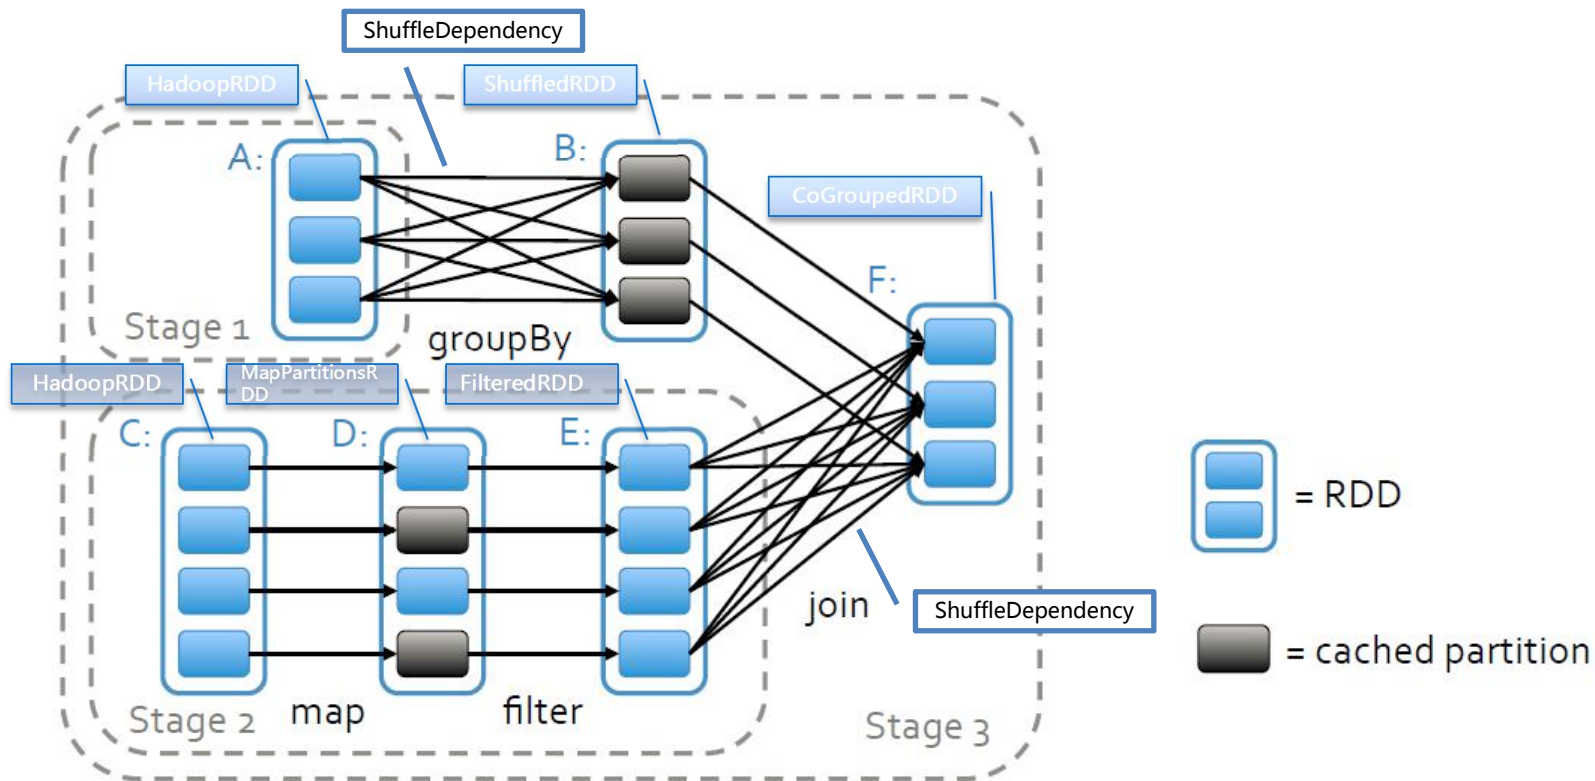 ShuffleDependency
HadoopRDD
ShuffledRDD
A:
B:
CoGroupedRDD
F:
Stage 1
groupBy
HadoopRDD
MapPartitionsR
DD
FilteredRDD
C:
D:
E:
= RDD
join
ShuffleDependency
= cached partition
Stage 2
map
filter
Stage 3